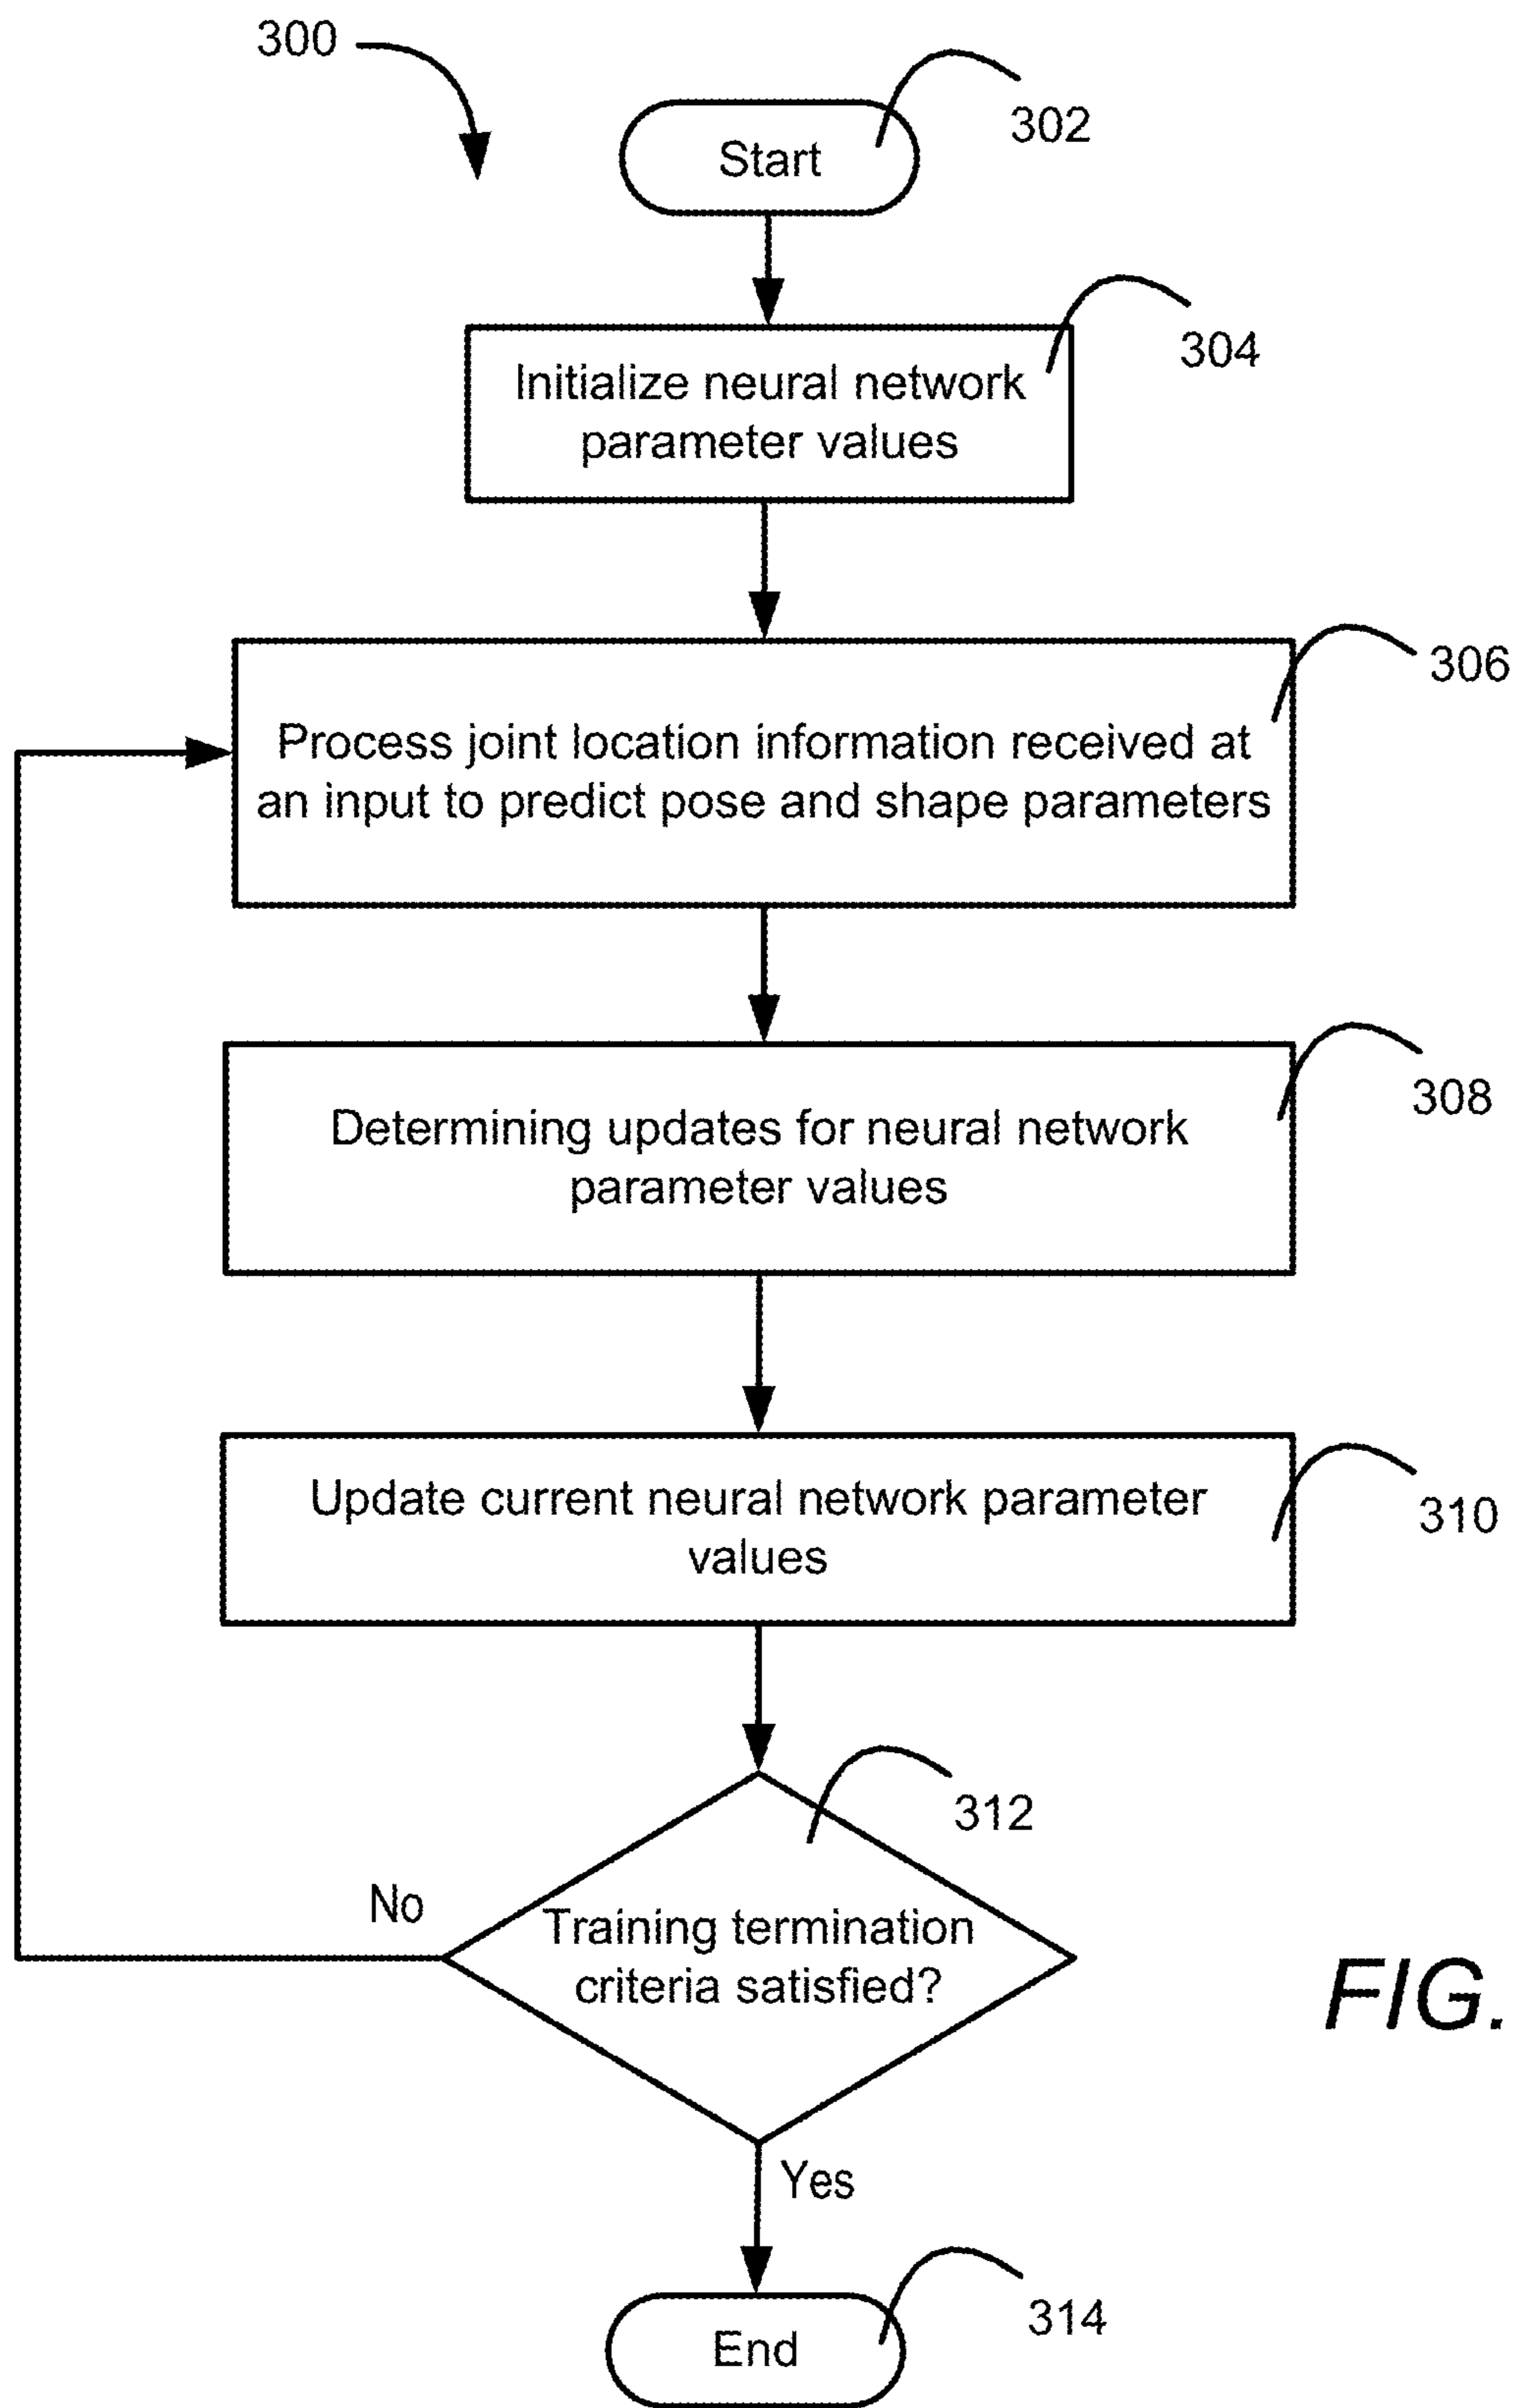 300
302
Start
304
Initialize neural network
parameter values
306
Process joint location information received at
an input to predict pose and shape parameters
308
Determining updates for neural network
parameter values
310
Update current neural network parameter
values
312
No
Training termination
criteria satisfied?
FIG.
Yes
314
End